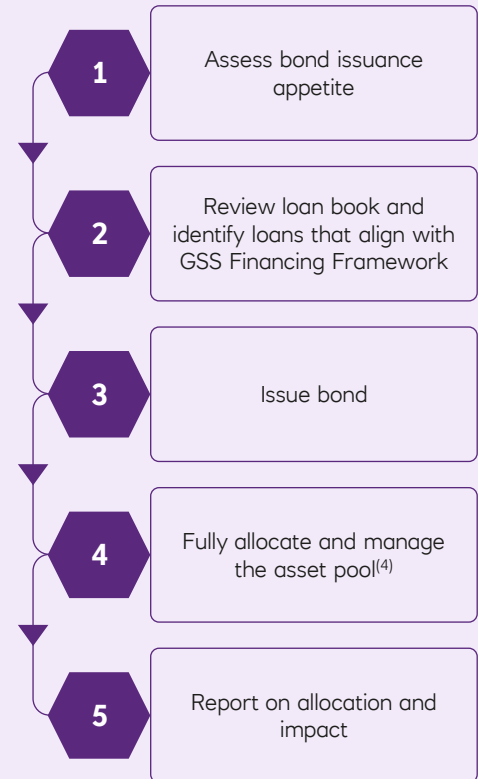 1
Assess bond issuance
appetite
2
Review loan book and
identify loans that align with
GSS Financing Framework
3
Issue bond
4
Fully allocate and manage
the asset pool(4)
5
Report on allocation and
impact